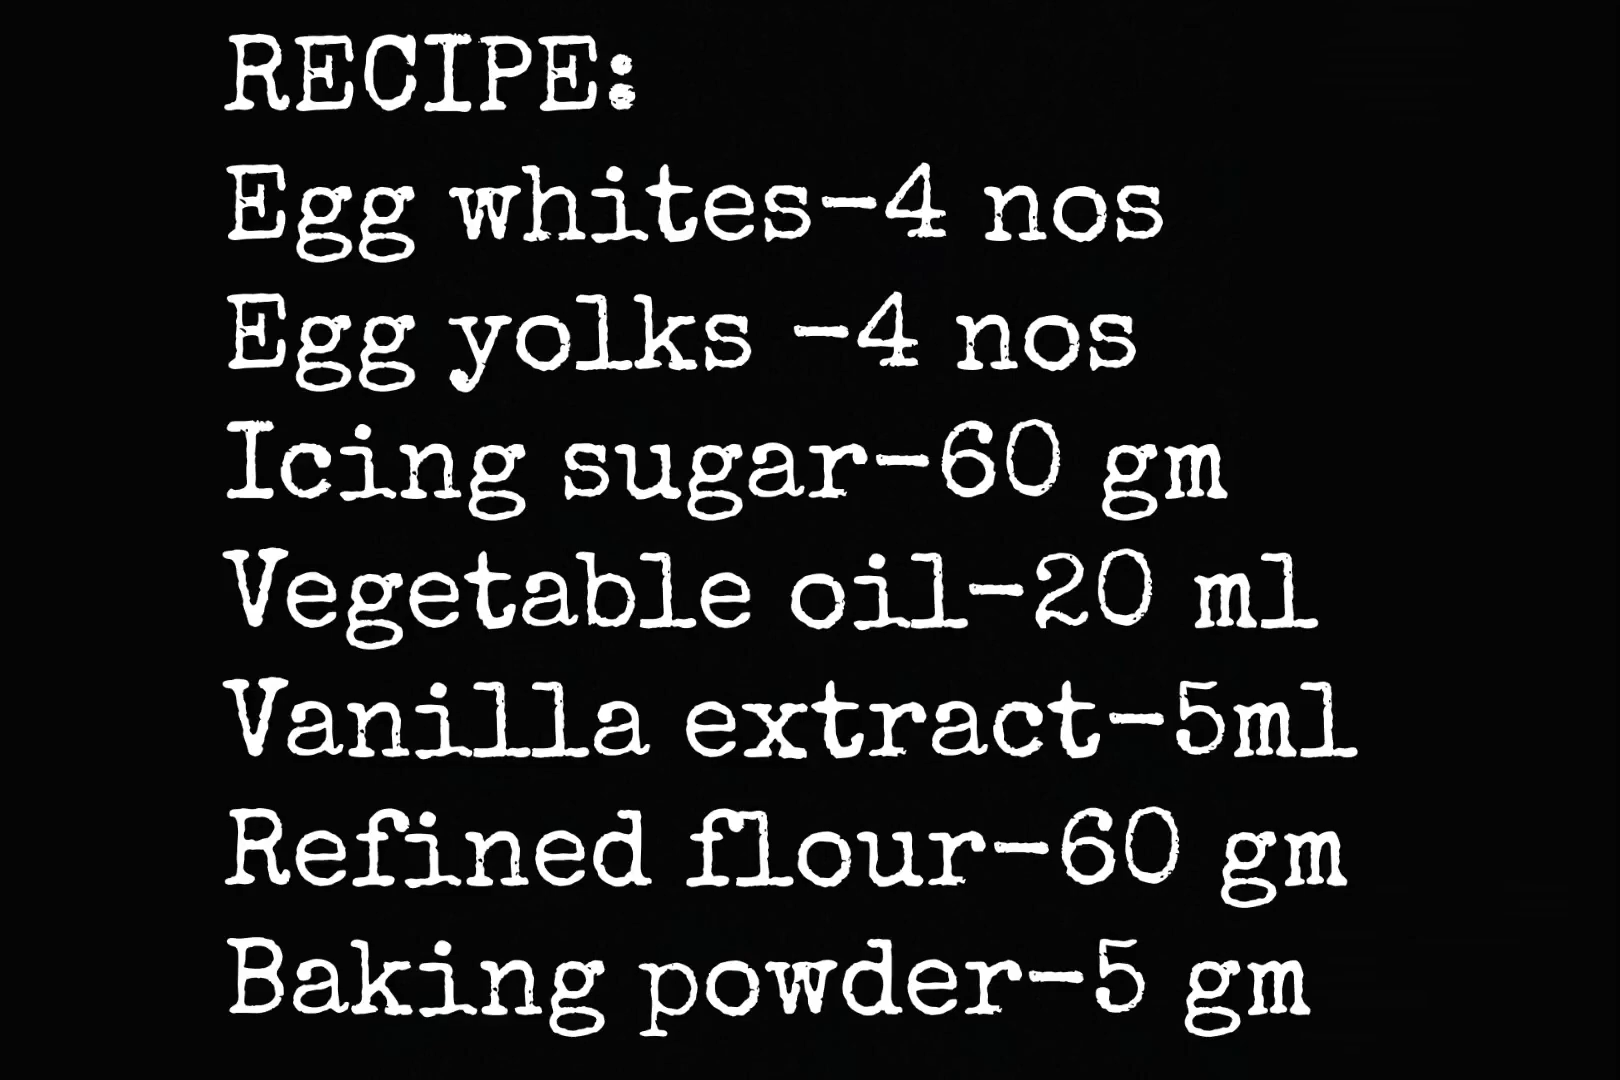 RECIPE:
Egg whites-4 nos
Egg yolks -4 nos
Icing sugar-60 gm
Vegetable oil-20 ml
Vanilla extract-5ml
Refined flour-60 gm
Baking powder-5 gm